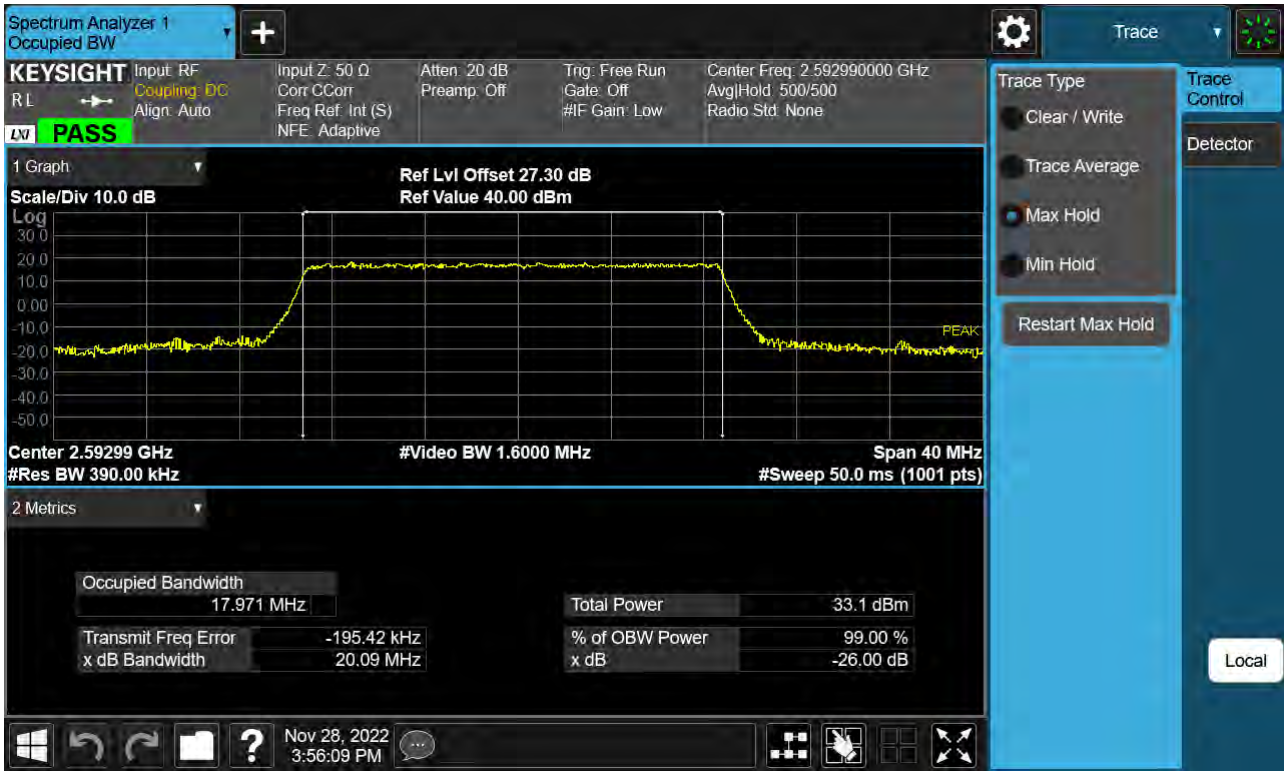 Spectrum Analyzer 1
Occupied BW
+
Trace
KEYSIGHT
RL
LXI
PASS
Input: RF
Coupling: DC
Align: Auto
Input Z: 50 Ω
Corr CCorr
Freq Ref: Int (S)
NFE: Adaptive
Atten: 20 dB
Preamp: Off
Trig: Free Run
Gate: Off
#IF Gain: Low
Center Freq: 2.592990000 GHz
Avg|Hold: 500/500
Radio Std: None
1 Graph
Scale/Div 10.0 dB
Ref Lvl Offset 27.30 dB
Ref Value 40.00 dBm
Log
30.0
20.0
10.0
0.00
-10.0
-20.0
-30.0
-40.0
-50.0
PEAK
Center 2.59299 GHz
#Video BW 1.6000 MHz
Span 40 MHz
#Res BW 390.00 kHz
#Sweep 50.0 ms (1001 pts)
2 Metrics
Occupied Bandwidth
17.971 MHz
Total Power 33.1 dBm
Transmit Freq Error -195.42 kHz
% of OBW Power 99.00 %
x dB Bandwidth 20.09 MHz
x dB -26.00 dB
Trace Type
Clear / Write
Trace Average
Max Hold
Min Hold
Restart Max Hold
Trace
Control
Detector
Local
?
Nov 28, 2022
3:56:09 PM